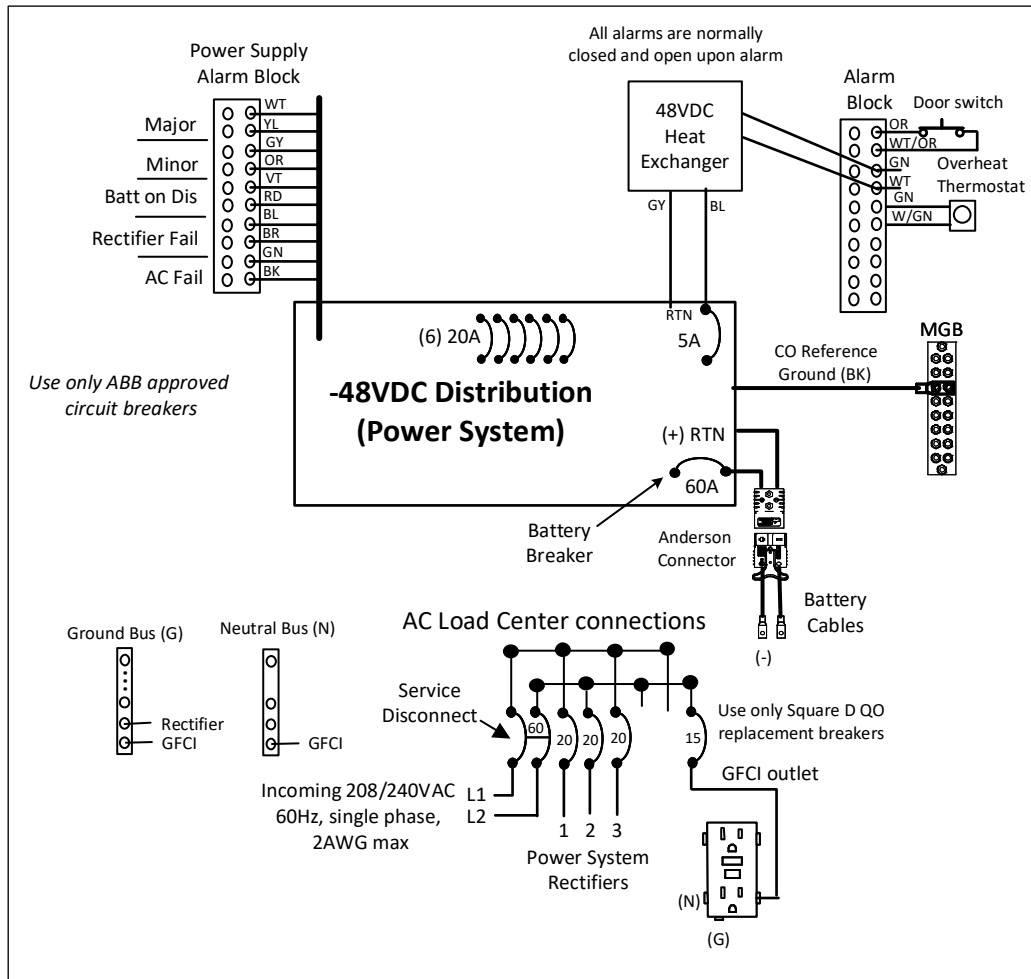 Power Supply
Alarm Block
WT
Major
YL
GY
Minor
OR
VT
Batt on Dis
RD
BL
Rectifier Fail
BR
GN
AC Fail
BK
All alarms are normally
closed and open upon alarm
48VDC
Heat
Exchanger
GY
BL
Alarm
Block
Door switch
OR
WT/OR
GN
WT
Overheat
Thermostat
GN
W/GN
Use only ABB approved
circuit breakers
(6) 20A
RTN
5A
-48VDC Distribution
(Power System)
(+) RTN
60A
CO Reference
Ground (BK)
MGB
Battery
Breaker
Anderson
Connector
Battery
Cables
(-)
Ground Bus (G)
Rectifier
GFCI
Neutral Bus (N)
GFCI
AC Load Center connections
Service
Disconnect
60
20
20
20
15
Use only Square D QO
replacement breakers
GFCI outlet
Incoming 208/240VAC
60Hz, single phase,
2AWG max
L1
L2
1
2
3
Power System
Rectifiers
(N)
(G)